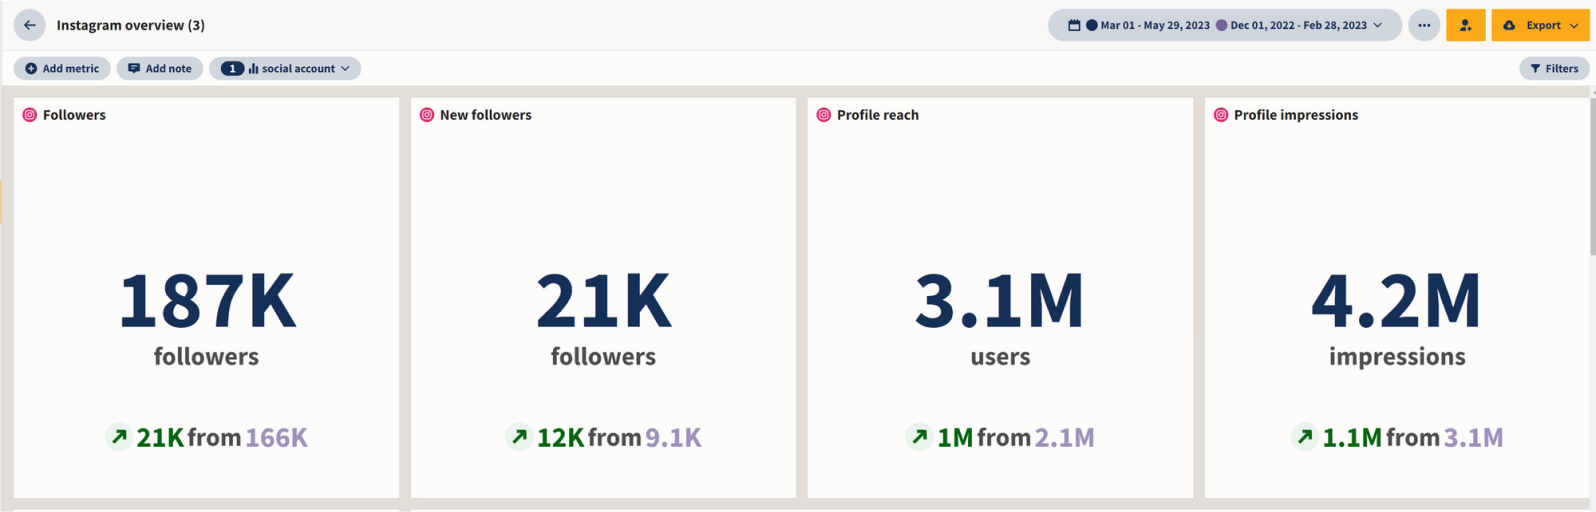 Instagram overview (3)
Mar 01 - May 29, 2023 Dec 01, 2022 - Feb 28, 2023
Export
Add metric Add note 1 social account
Filters
Followers
187K
followers
21K from 166K
New followers
21K
followers
12K from 9.1K
Profile reach
3.1M
users
1M from 2.1M
Profile impressions
4.2M
impressions
1.1M from 3.1M